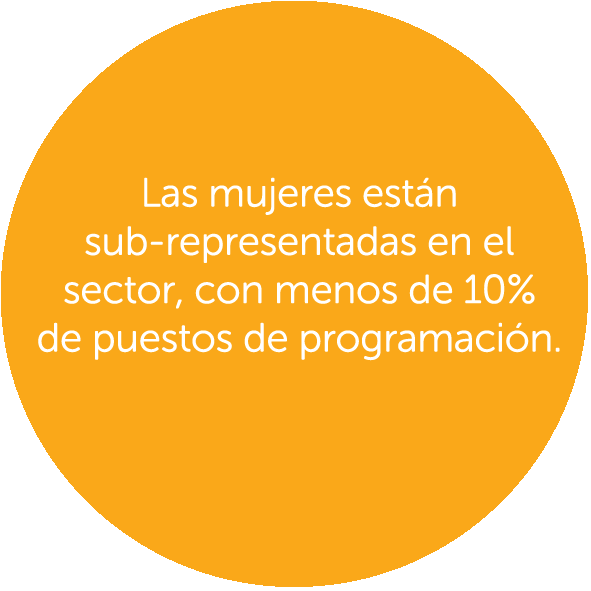 Las mujeres están
sub-representadas en el
sector, con menos de 10%
de puestos de programación.